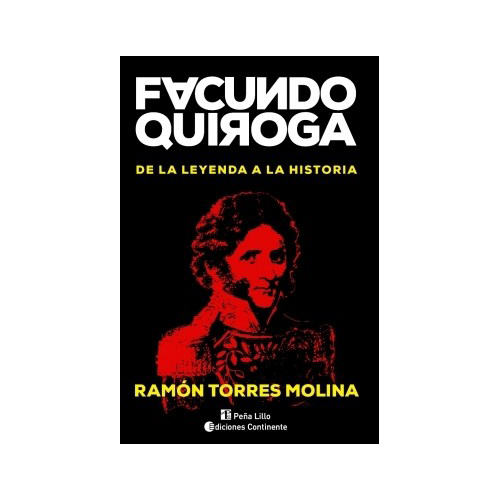 FACUNDO
QUIROGA
DE LA LEYENDA A LA HISTORIA
RAMÓN TORRES MOLINA
Peña Lillo
Ediciones Continente